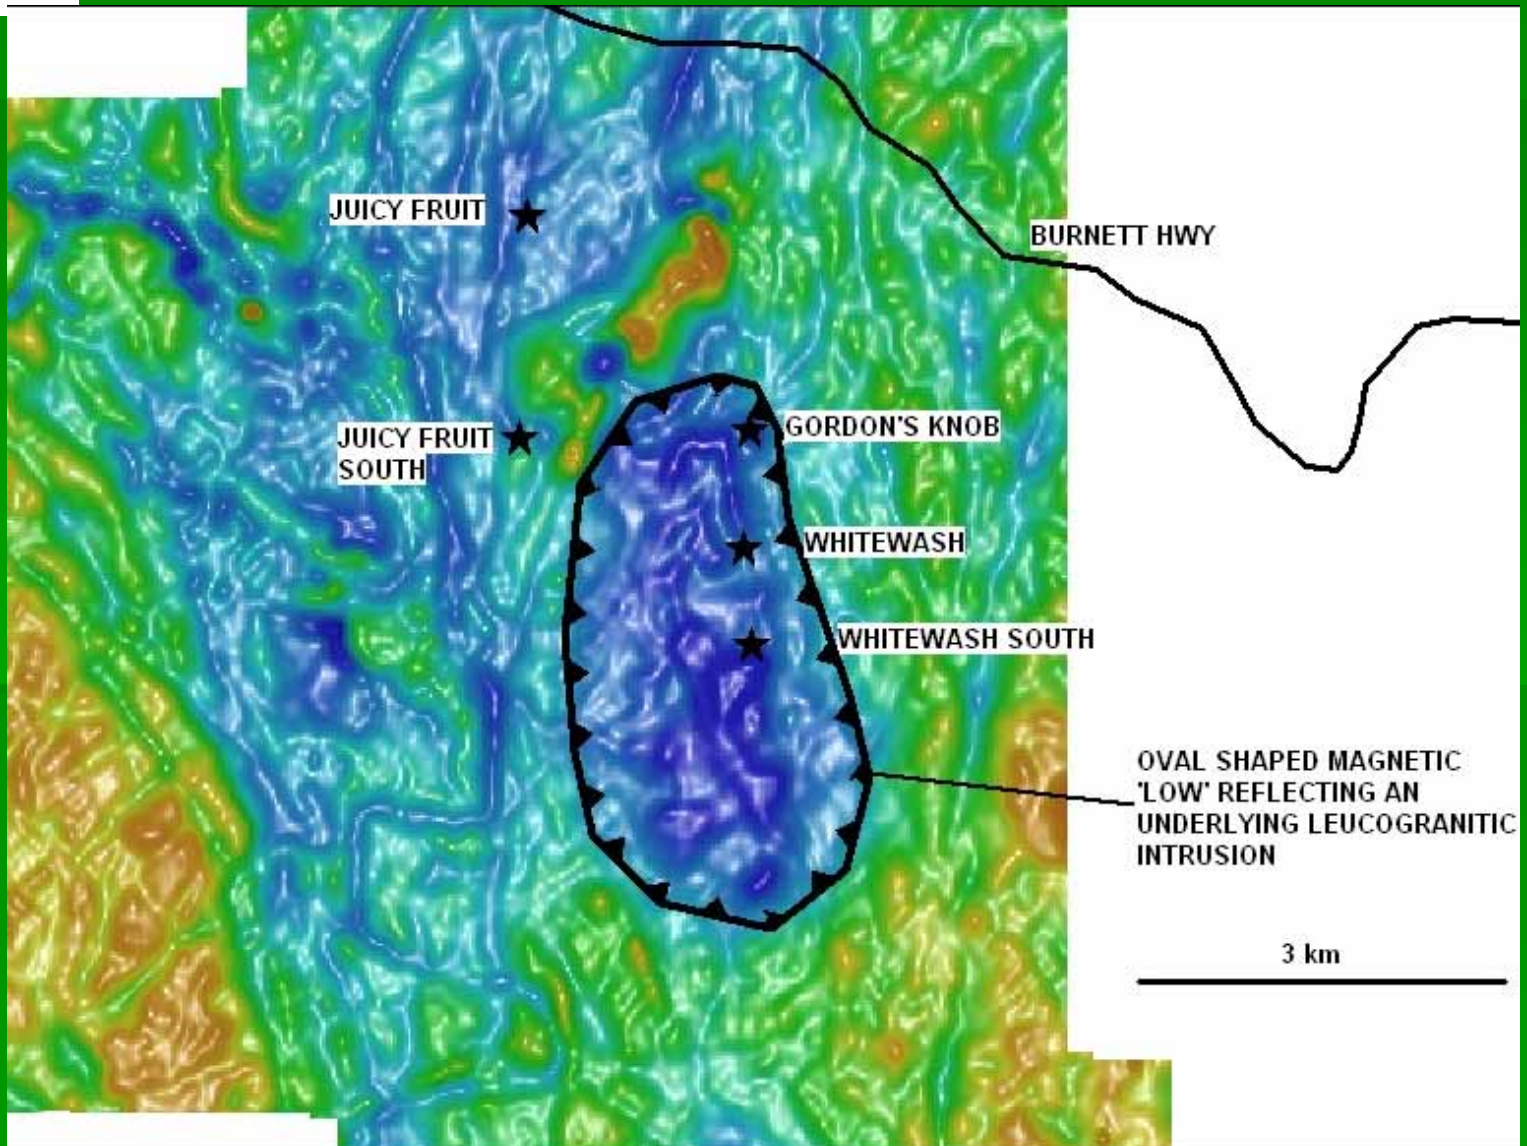 JUICY FRUIT
BURNETT HWY
GORDON'S KNOB
JUICY FRUIT
SOUTH
WHITEWASH
WHITEWASH SOUTH
OVAL SHAPED MAGNETIC
'LOW' REFLECTING AN
UNDERLYING LEUCOGRANITIC
INTRUSION
3 km